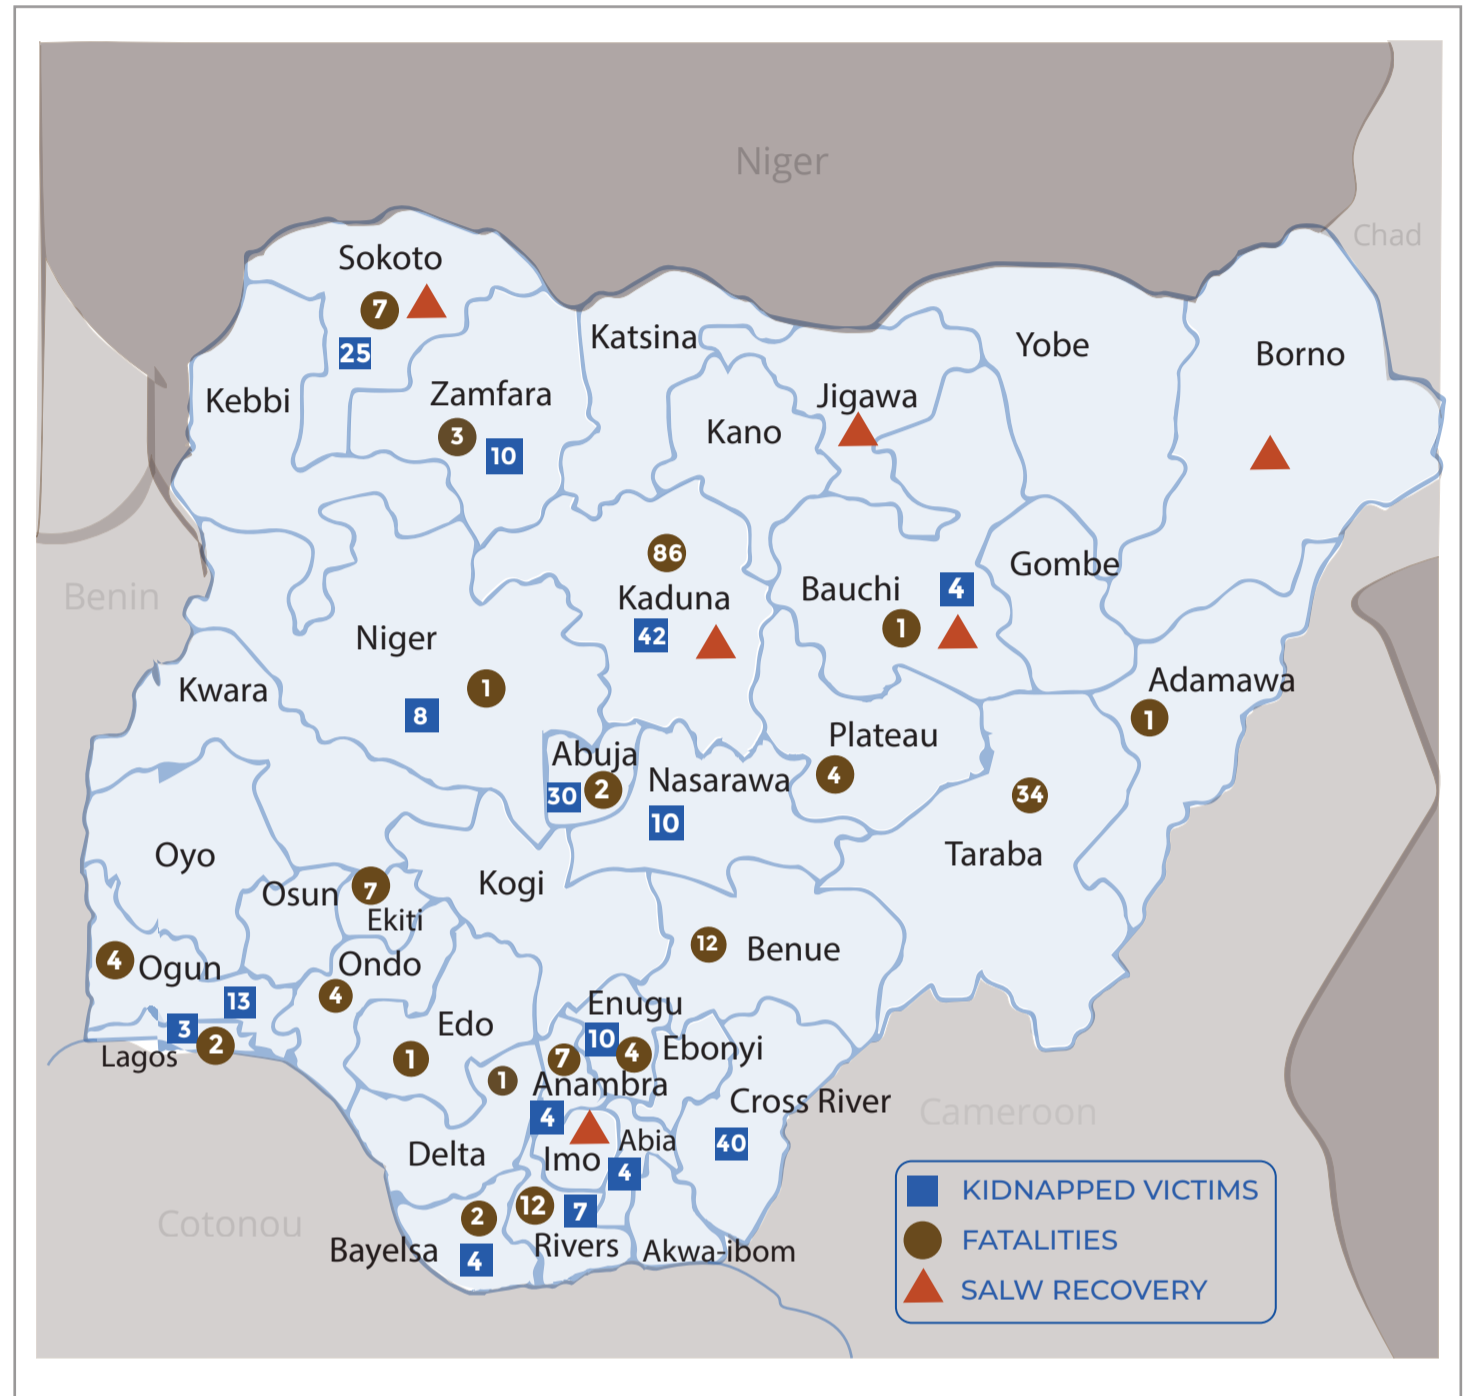 Niger
Chad
Sokoto
7
25
Katsina
Yobe
Borno
Kebbi
Zamfara
3
10
Jigawa
Kano
86
Kaduna
42
Bauchi
4
1
Gombe
Benin
Niger
1
8
Kwara
Adamawa
1
Abuja
30
2
Nasarawa
10
Plateau
4
34
Taraba
Oyo
Osun
7
Ekiti
Kogi
12
Benue
4
Ogun
13
Ondo
4
3
2
Lagos
Edo
1
Enugu
10
4
7
Ebonyi
1
Anambra
4
Cross River
40
Cameroon
Delta
Imo
Abia
4
Cotonou
2
Bayelsa
4
12
7
Rivers
Akwa-ibom
KIDNAPPED VICTIMS
FATALITIES
SALW RECOVERY